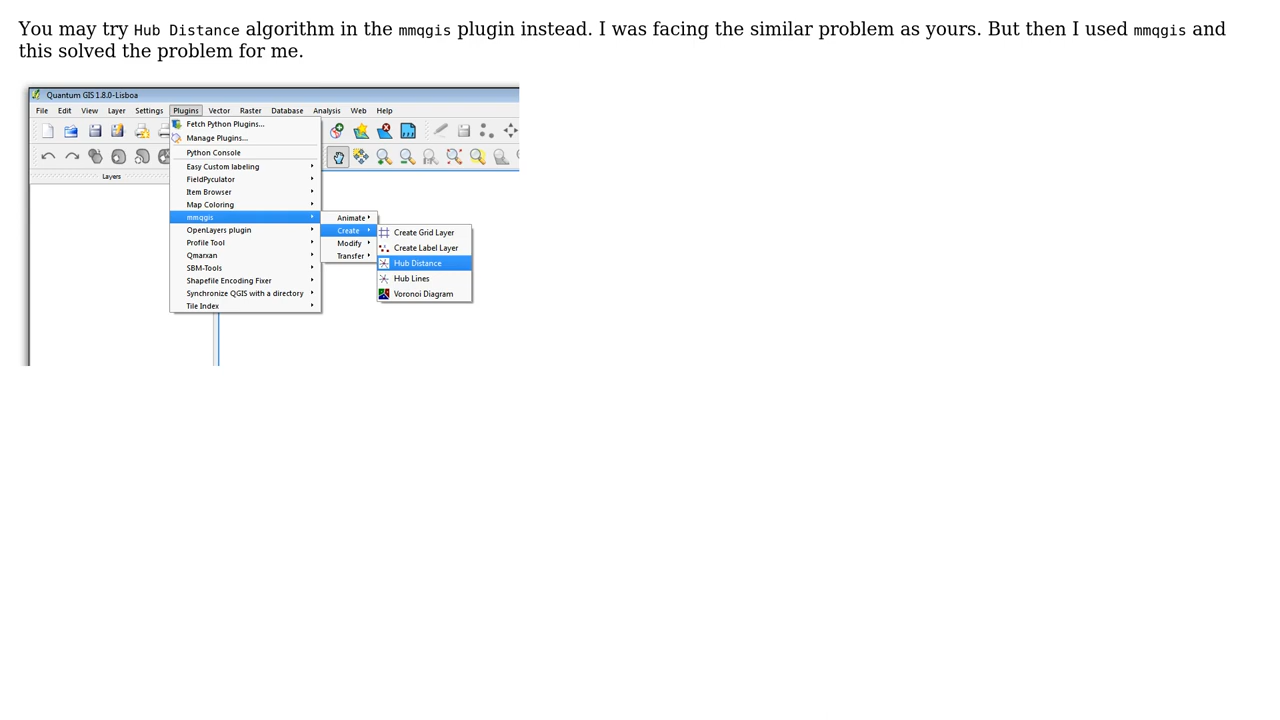 You may try Hub Distance algorithm in the mmqgis plugin instead. I was facing the similar problem as yours. But then I used mmqgis and
this solved the problem for me.
Quantum GIS 1.8.0-Lisboa
File Edit View Layer Settings Plugins Vector Raster Database Analysis Web Help
Fetch Python Plugins...
Manage Plugins...
Python Console
Layers
Easy Custom labeling
FieldPyculator
Item Browser
Map Coloring
mmqgis
OpenLayers plugin
Profile Tool
Qmarxan
SBM-Tools
Shapefile Encoding Fixer
Synchronize QGIS with a directory
Tile Index
Animate
Create
Modify
Transfer
Create Grid Layer
Create Label Layer
Hub Distance
Hub Lines
Voronoi Diagram